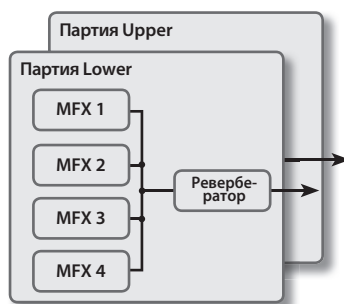 Партия Upper
Партия Lower
MFX 1
MFX 2
MFX 3
MFX 4
Ревербе-
ратор